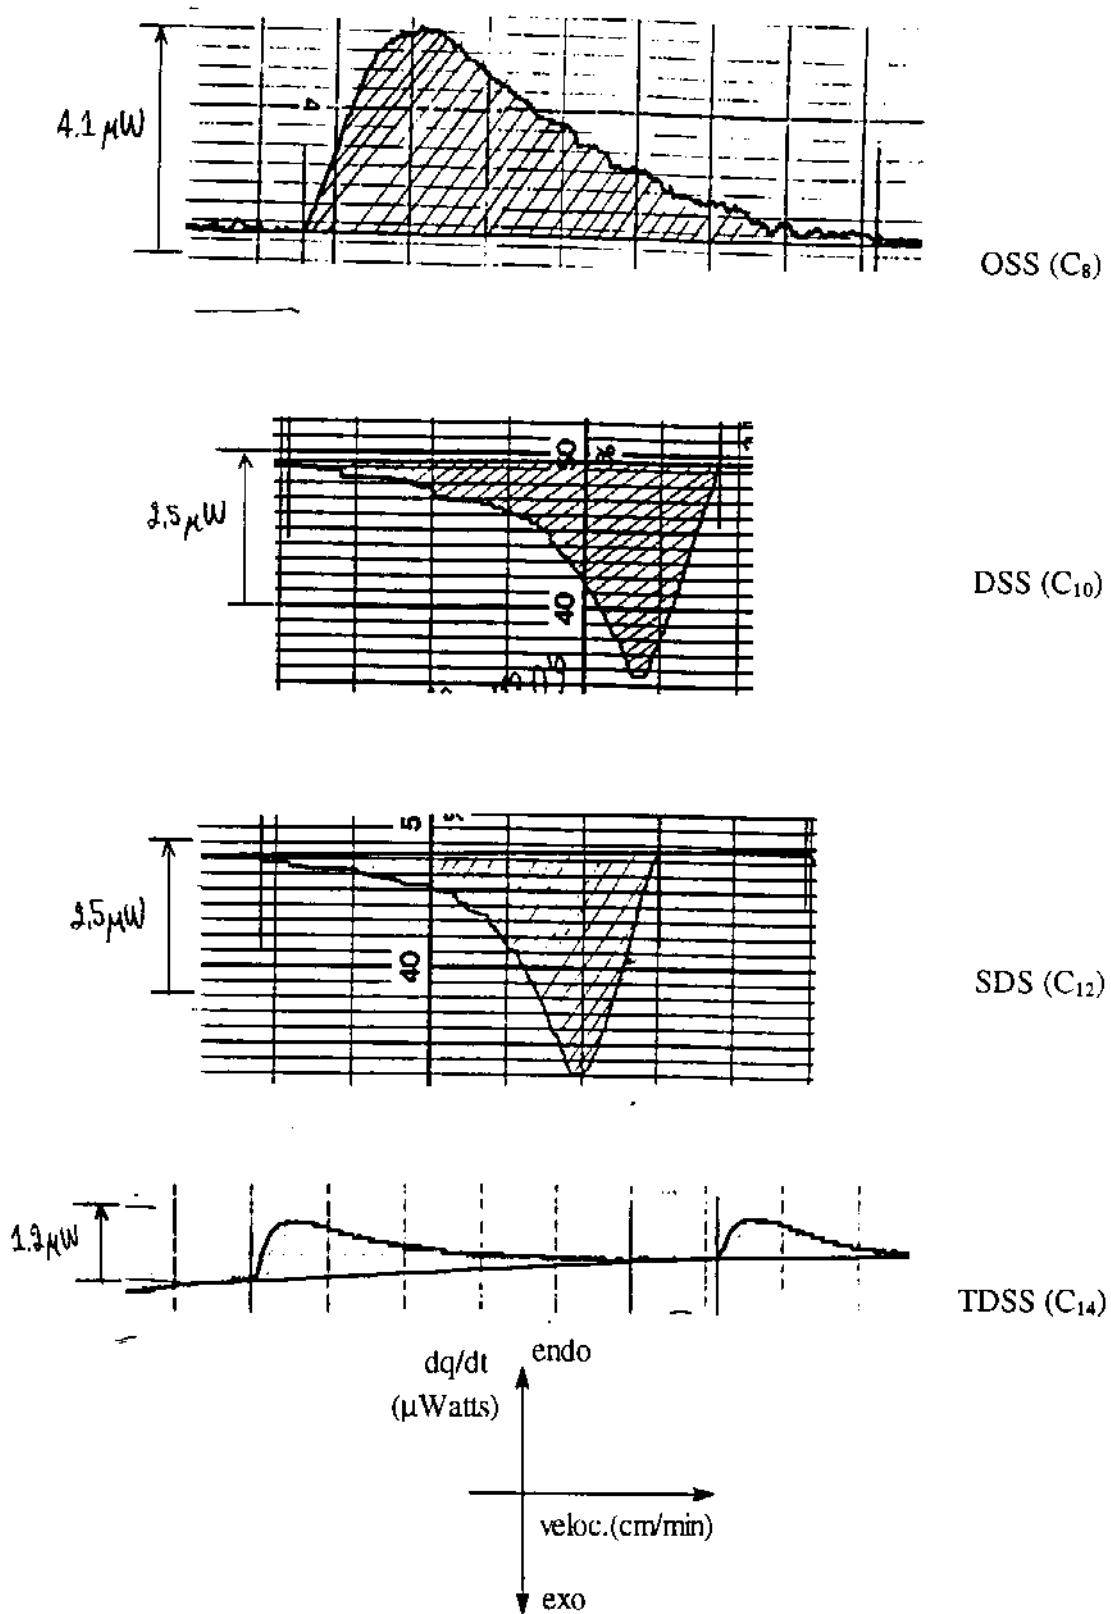 4.1 µW
OSS (C₈)
50
%
2,5 µW
40
DSS (C₁₀)
5
2,5 µW
40
SDS (C₁₂)
1.2 µW
TDSS (C₁₄)
dq/dt
(µWatts)
endo
veloc.(cm/min)
exo